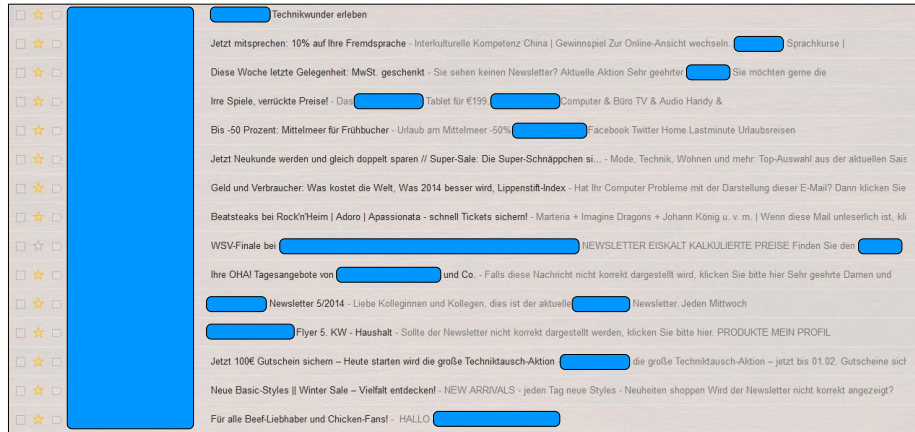 Technikwunder erleben
Jetzt mitsprechen: 10% auf Ihre Fremdsprache - Interkulturelle Kompetenz China | Gewinnspiel Zur Online-Ansicht wechseln. Sprachkurse |
Diese Woche letzte Gelegenheit: MwSt. geschenkt - Sie sehen keinen Newsletter? Aktuelle Aktion Sehr geehrter Sie möchten gerne die
Irre Spiele, verrückte Preise! - Das Tablet für €199, Computer & Büro TV & Audio Handy &
Bis -50 Prozent: Mittelmeer für Frühbucher - Urlaub am Mittelmeer -50% Facebook Twitter Home Lastminute Urlaubsreisen
Jetzt Neukunde werden und gleich doppelt sparen // Super-Sale: Die Super-Schnäppchen si... - Mode, Technik, Wohnen und mehr: Top-Auswahl aus der aktuellen Sais
Geld und Verbraucher: Was kostet die Welt, Was 2014 besser wird, Lippenstift-Index - Hat Ihr Computer Probleme mit der Darstellung dieser E-Mail? Dann klicken Sie
Beatsteaks bei Rock'n'Heim | Adoro | Apassionata - schnell Tickets sichern! - Marteria + Imagine Dragons + Johann König u. v. m. | Wenn diese Mail unleserlich ist, kli
WSV-Finale bei NEWSLETTER EISKALT KALKULIERTE PREISE Finden Sie den
Ihre OHA! Tagesangebote von und Co. - Falls diese Nachricht nicht korrekt dargestellt wird, klicken Sie bitte hier Sehr geehrte Damen und
Newsletter 5/2014 - Liebe Kolleginnen und Kollegen, dies ist der aktuelle Newsletter. Jeden Mittwoch
Flyer 5. KW - Haushalt - Sollte der Newsletter nicht korrekt dargestellt werden, klicken Sie bitte hier. PRODUKTE MEIN PROFIL
Jetzt 100€ Gutschein sichern – Heute starten wird die große Techniktausch-Aktion - die große Techniktausch-Aktion – jetzt bis 01.02. Gutscheine sich
Neue Basic-Styles || Winter Sale – Vielfalt entdecken! - NEW ARRIVALS - jeden Tag neue Styles - Neuheiten shoppen Wird der Newsletter nicht korrekt angezeigt?
Für alle Beef-Liebhaber und Chicken-Fans! - HALLO